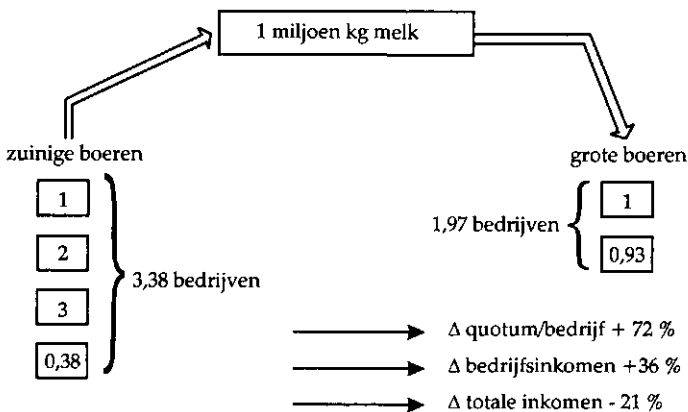 1 miljoen kg melk
zuinige boeren
1
2
3
0,38
3,38 bedrijven
grote boeren
1
0,93
1,97 bedrijven
Δ quotum/bedrijf + 72 %
Δ bedrijfsinkomen +36 %
Δ totale inkomen - 21 %